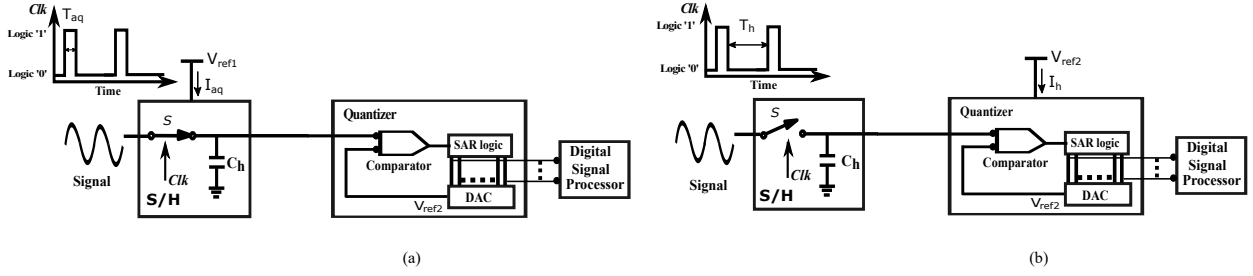 Clk
T_aq
Logic '1'
Logic '0'
Time
V_ref1
I_aq
S
Clk
C_h
S/H
Signal
Quantizer
Comparator
SAR logic
DAC
V_ref2
Digital
Signal
Processor
(a)
Clk
T_h
Logic '1'
Logic '0'
Time
V_ref2
I_h
S
Clk
C_h
S/H
Signal
Quantizer
Comparator
SAR logic
DAC
V_ref2
Digital
Signal
Processor
(b)